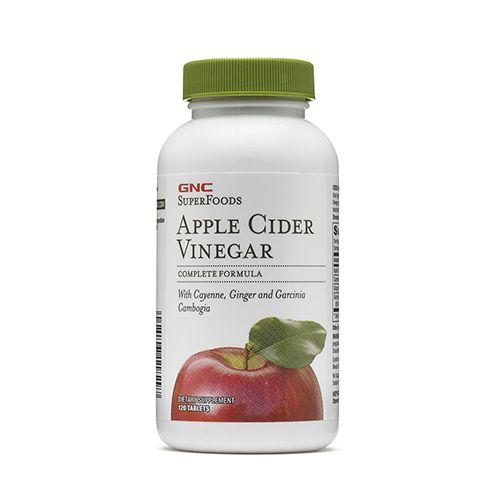 GNC
SUPERFOODS
APPLE CIDER
VINEGAR
COMPLETE FORMULA
With Cayenne, Ginger and Garcinia
Cambogia
DIETARY SUPPLEMENT
120 TABLETS